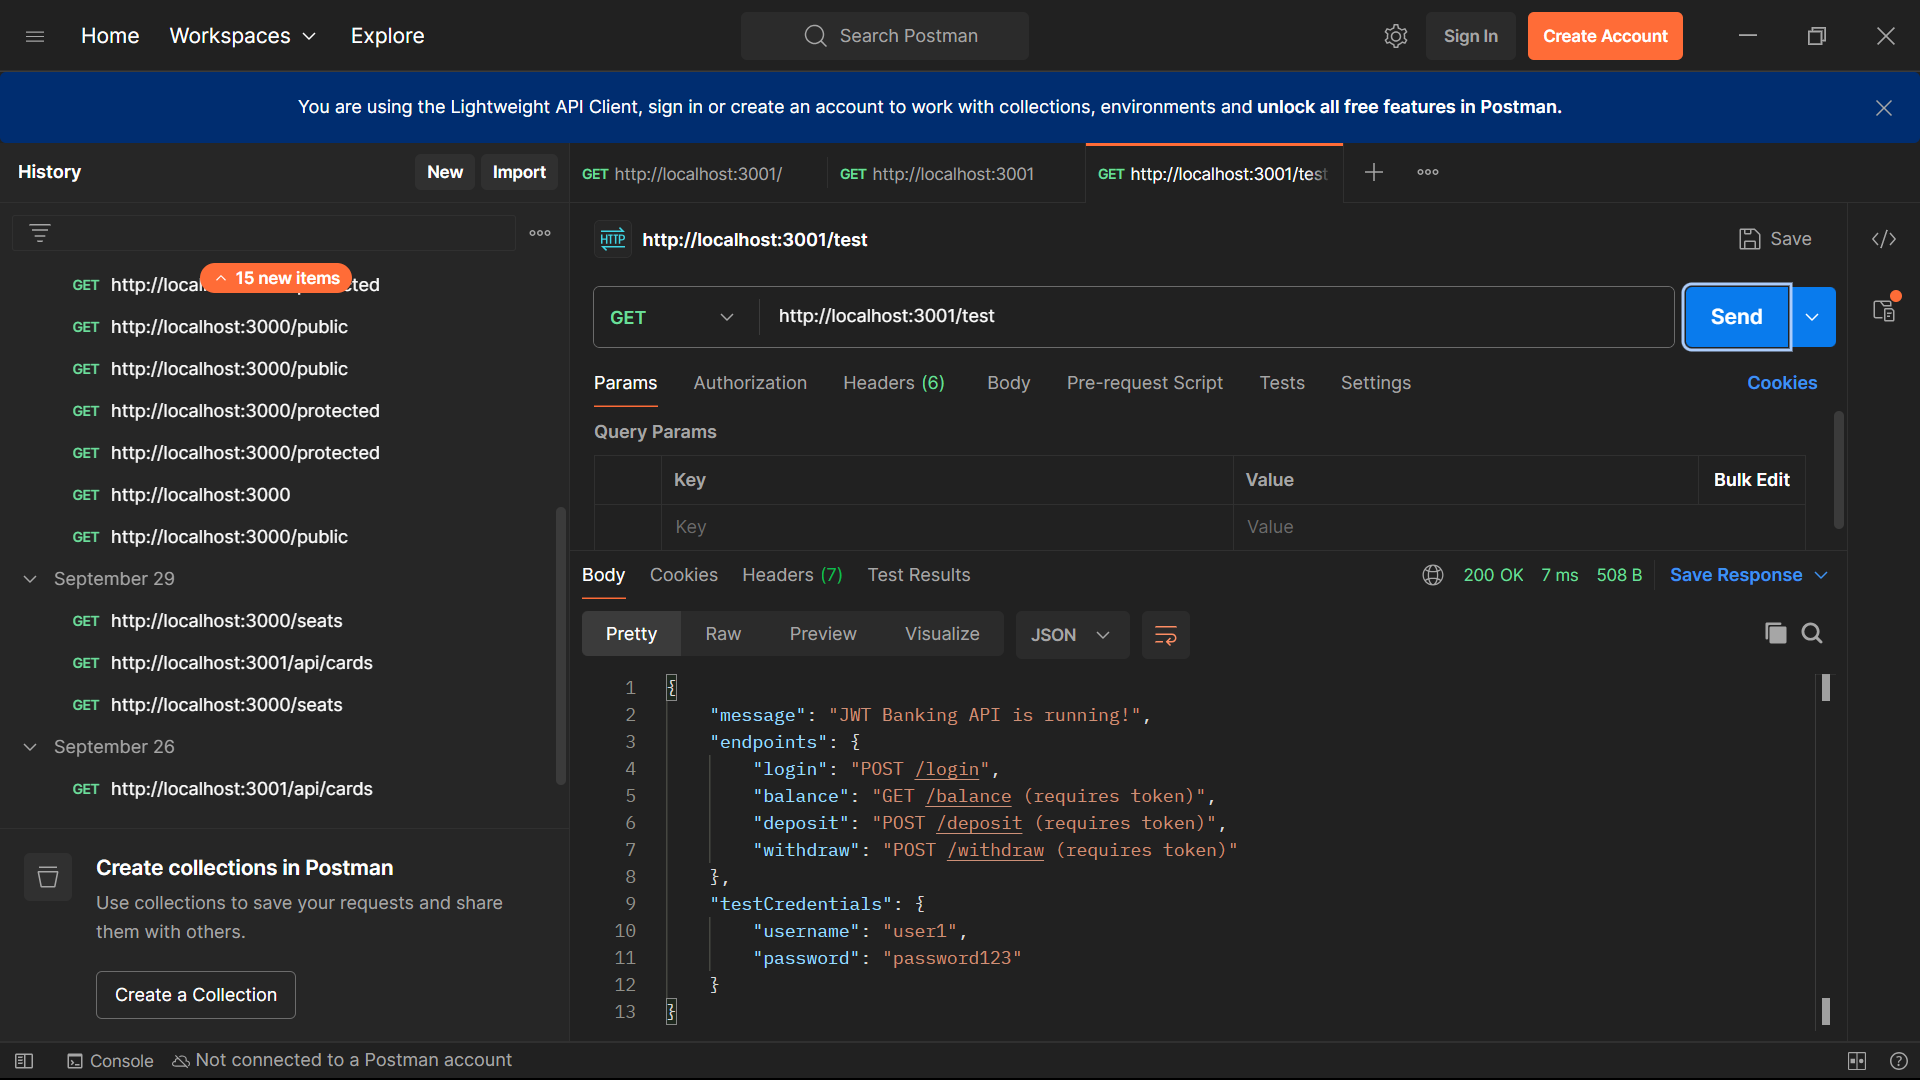 Home Workspaces Explore Search Postman Sign In Create Account
You are using the Lightweight API Client, sign in or create an account to work with collections, environments and unlock all free features in Postman.
History New Import
GET http://localhost:3001/ GET http://localhost:3001 GET http://localhost:3001/test
15 new items
GET http://loca cted
GET http://localhost:3000/public
GET http://localhost:3000/public
GET http://localhost:3000/protected
GET http://localhost:3000/protected
GET http://localhost:3000
GET http://localhost:3000/public
September 29
GET http://localhost:3000/seats
GET http://localhost:3001/api/cards
GET http://localhost:3000/seats
September 26
GET http://localhost:3001/api/cards
Create collections in Postman
Use collections to save your requests and share
them with others.
Create a Collection
HTTP http://localhost:3001/test Save
GET http://localhost:3001/test Send
Params Authorization Headers (6) Body Pre-request Script Tests Settings Cookies
Query Params
Key Value Bulk Edit
Key Value
Body Cookies Headers (7) Test Results 200 OK 7 ms 508 B Save Response
Pretty Raw Preview Visualize JSON
1 {
2 "message": "JWT Banking API is running!",
3 "endpoints": {
4 "login": "POST /login",
5 "balance": "GET /balance (requires token)",
6 "deposit": "POST /deposit (requires token)",
7 "withdraw": "POST /withdraw (requires token)"
8 },
9 "testCredentials": {
10 "username": "user1",
11 "password": "password123"
12 }
13 }
Console Not connected to a Postman account